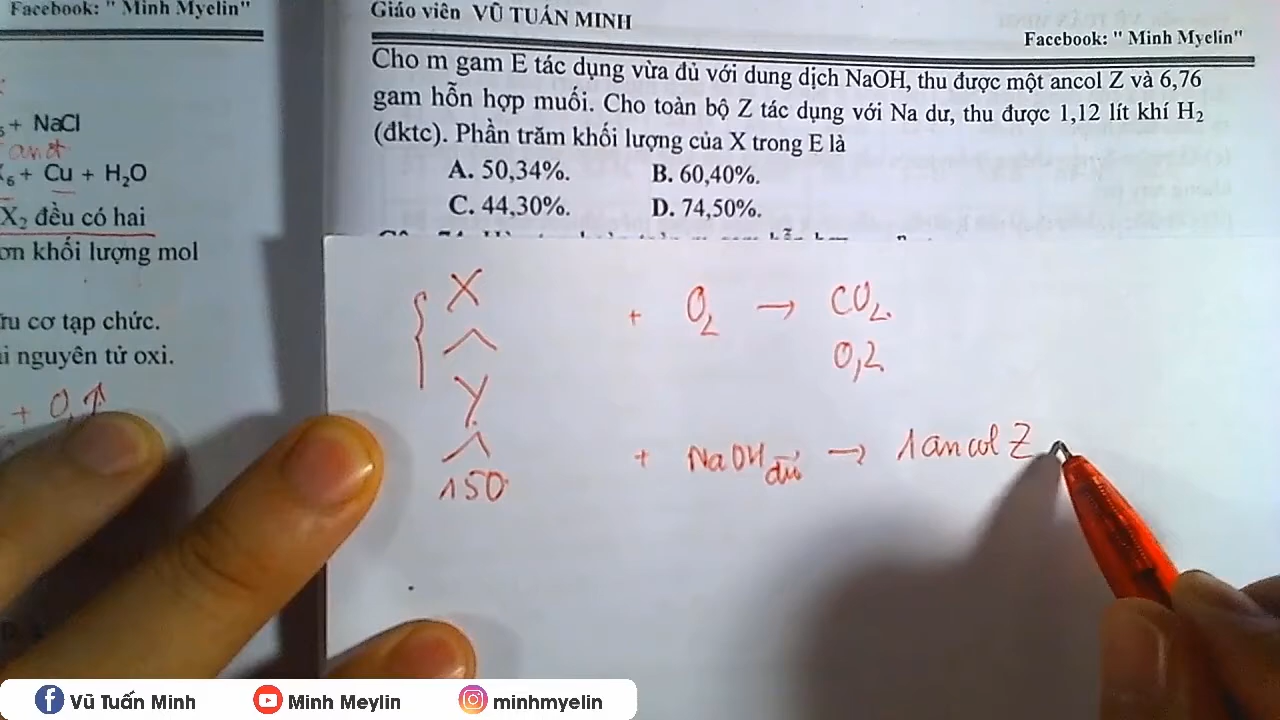 Facebook: " Minh Myelin"
+ NaCl
+ Cu + H₂O
X₂ đều có hai
khối lượng mol
cơ tạp chức.
nguyên tử oxi.
+ O₂
Giáo viên VŨ TUẤN MINH
Facebook: " Minh Myelin"
Cho m gam E tác dụng vừa đủ với dung dịch NaOH, thu được một ancol Z và 6,76
gam hỗn hợp muối. Cho toàn bộ Z tác dụng với Na dư, thu được 1,12 lít khí H₂
(đktc). Phần trăm khối lượng của X trong E là
A. 50,34%. B. 60,40%.
C. 44,30%. D. 74,50%.
X + O₂ → CO₂
0,2
Y
+ NaOH đủ → 1 ancol Z
150
Vũ Tuấn Minh Minh Meylin minhmyelin